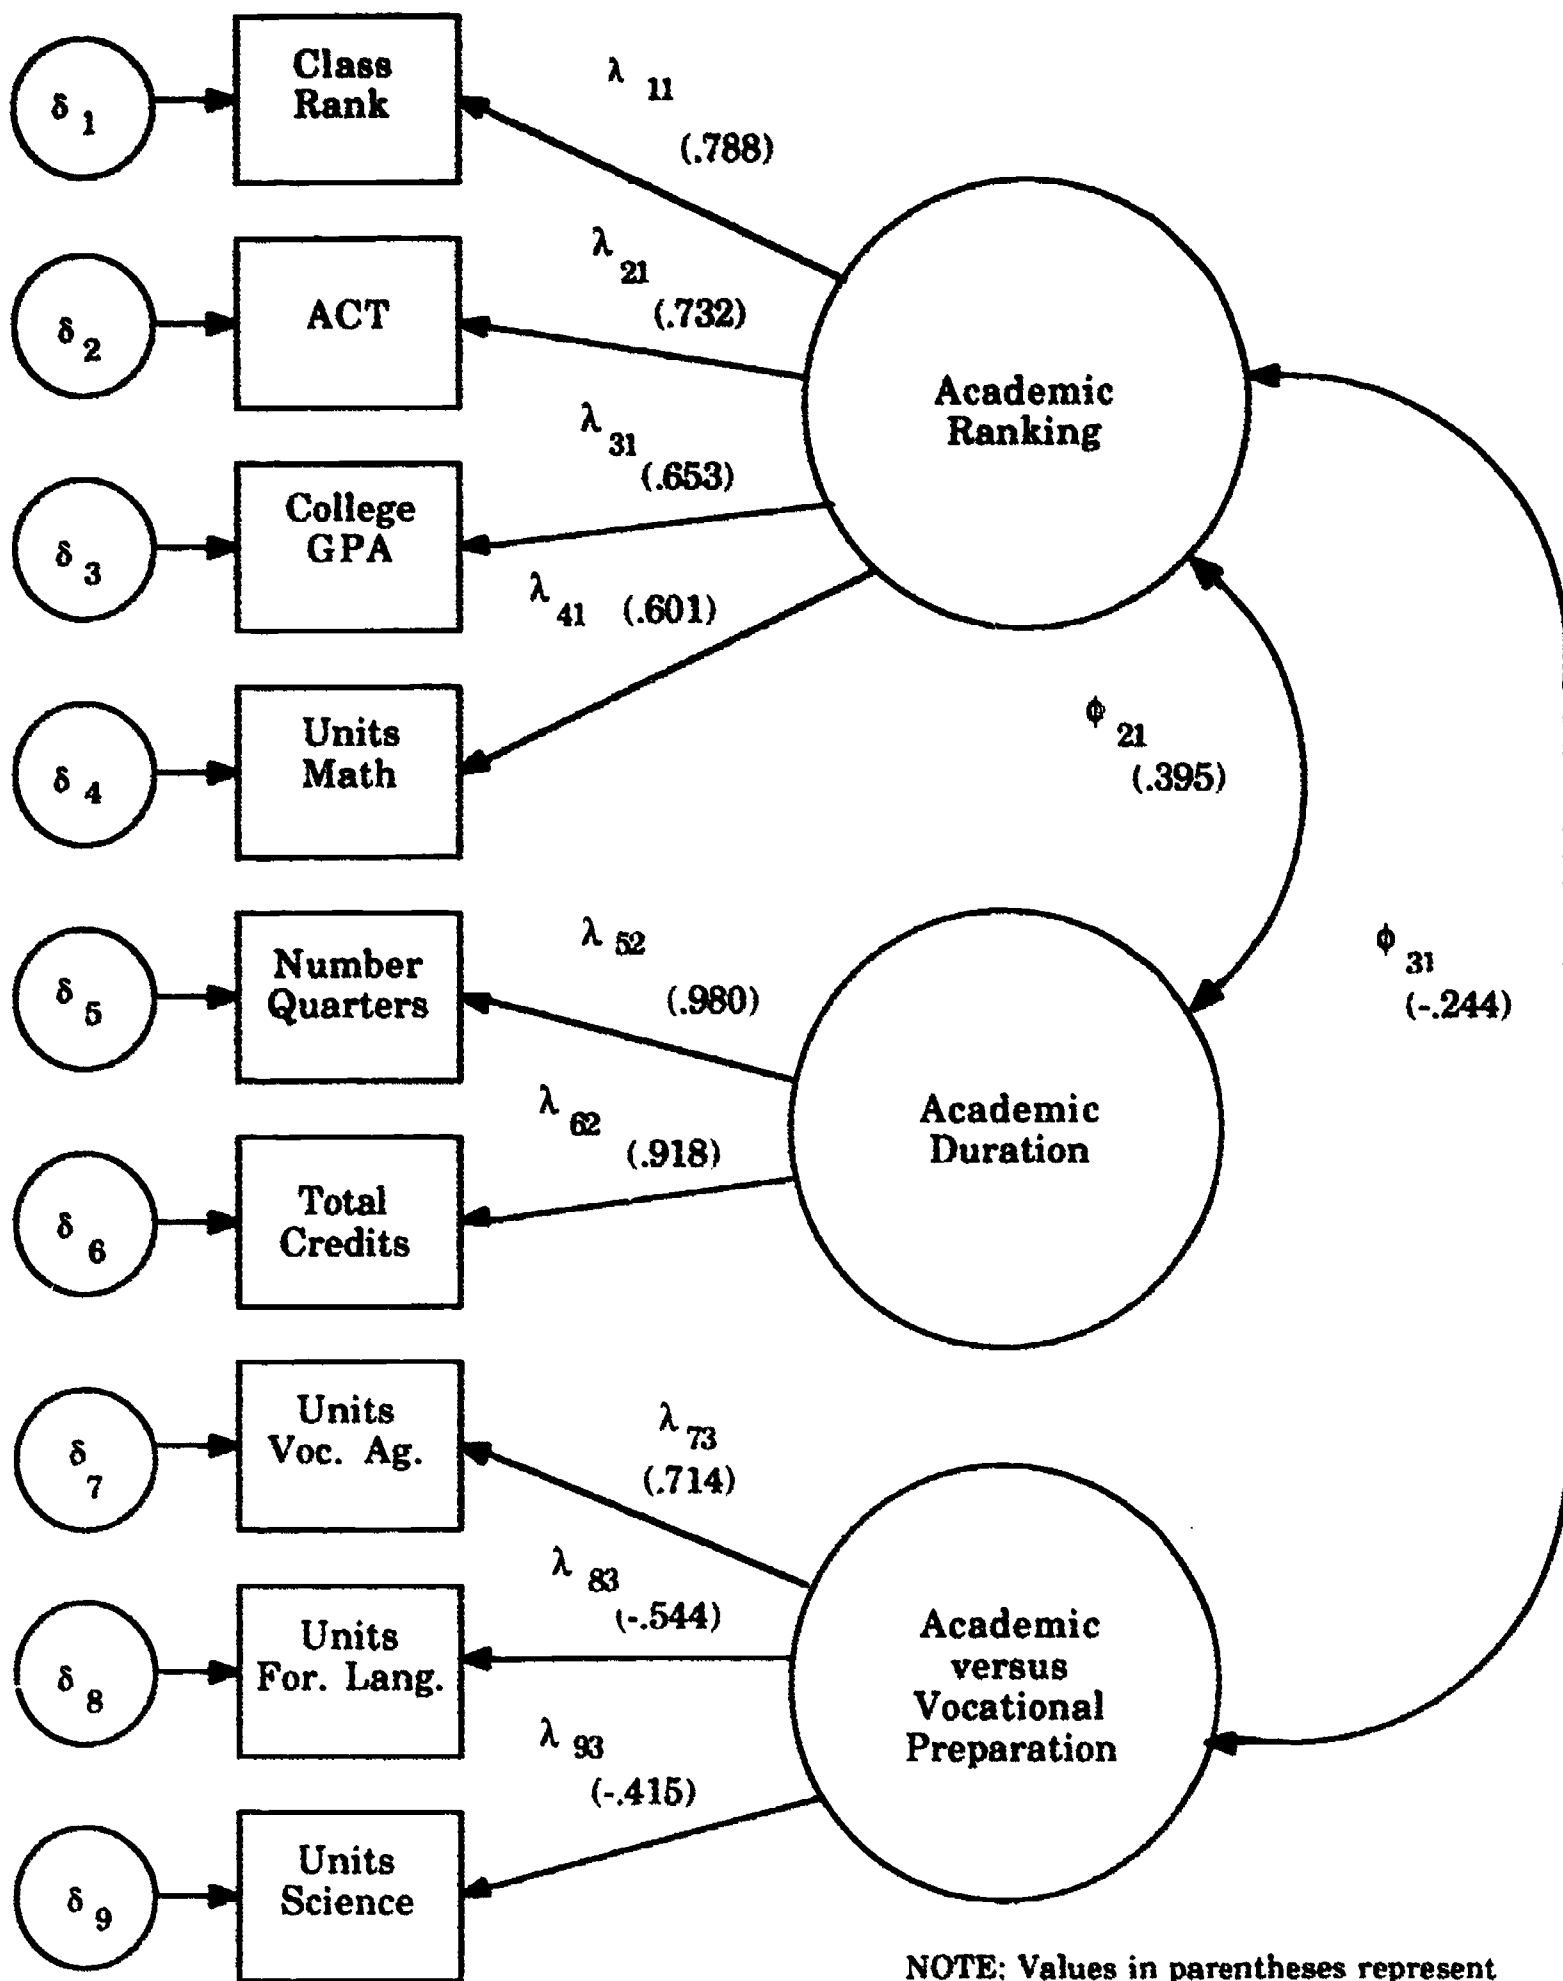 δ 1
Class
Rank
λ 11
(.788)
δ 2
ACT
λ 21
(.732)
δ 3
College
GPA
λ 31
(.653)
δ 4
Units
Math
λ 41 (.601)
Academic
Ranking
ϕ 21
(.395)
ϕ 31
(-.244)
δ 5
Number
Quarters
λ 52
(.980)
δ 6
Total
Credits
λ 62
(.918)
Academic
Duration
δ 7
Units
Voc. Ag.
λ 73
(.714)
δ 8
Units
For. Lang.
λ 83
(-.544)
δ 9
Units
Science
λ 93
(-.415)
Academic
versus
Vocational
Preparation
NOTE: Values in parentheses represent